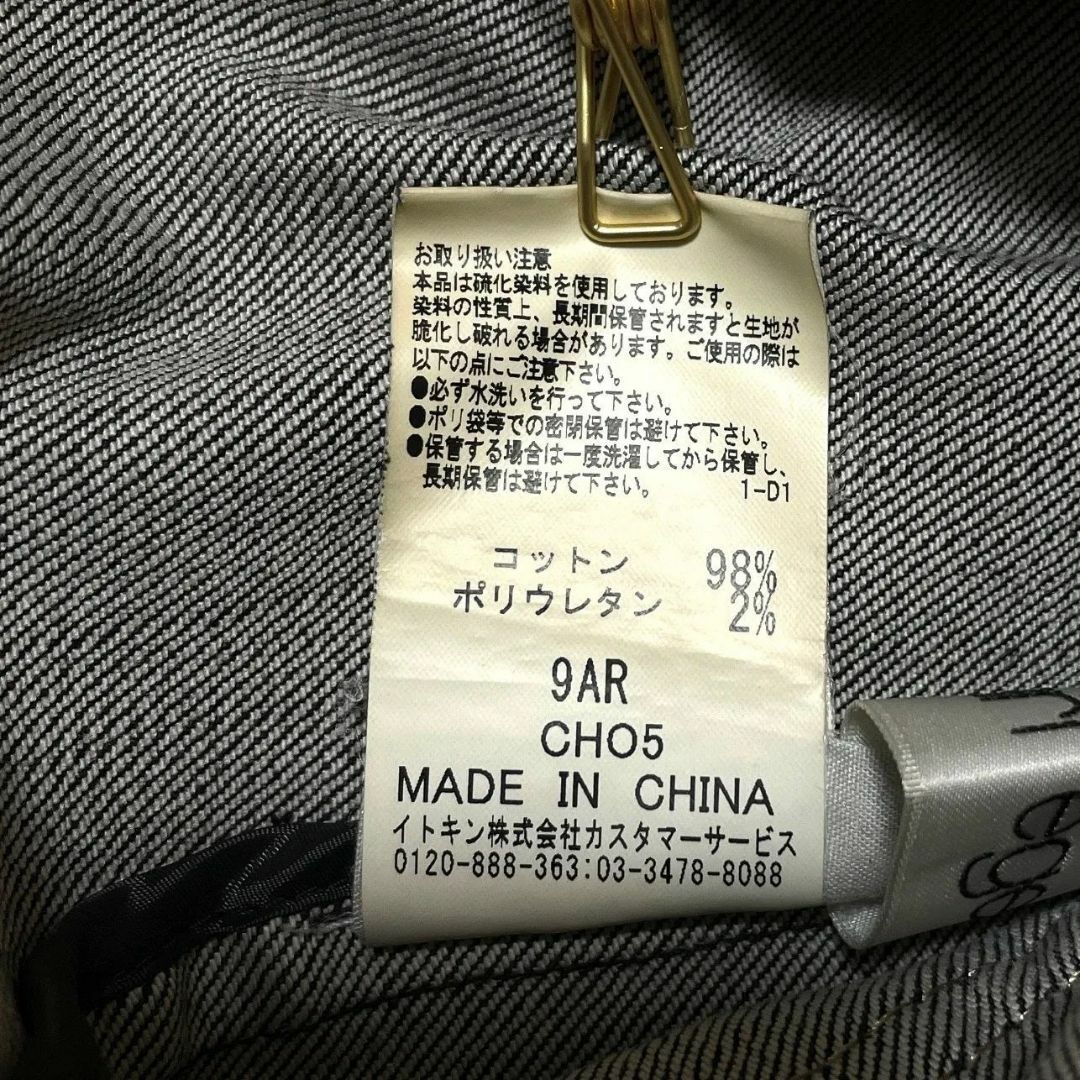 お取り扱い注意
本品は硫化染料を使用しております。
染料の性質上、長期間保管されますと生地が
脆化し破れる場合があります。ご使用の際は
以下の点にご注意下さい。
●必ず水洗いを行って下さい。
●ポリ袋等での密閉保管は避けて下さい。
●保管する場合は一度洗濯してから保管し、
長期保管は避けて下さい。 1-D1
コットン 98%
ポリウレタン 2%
9AR
CHO5
MADE IN CHINA
イトキン株式会社カスタマーサービス
0120-888-363:03-3478-8088